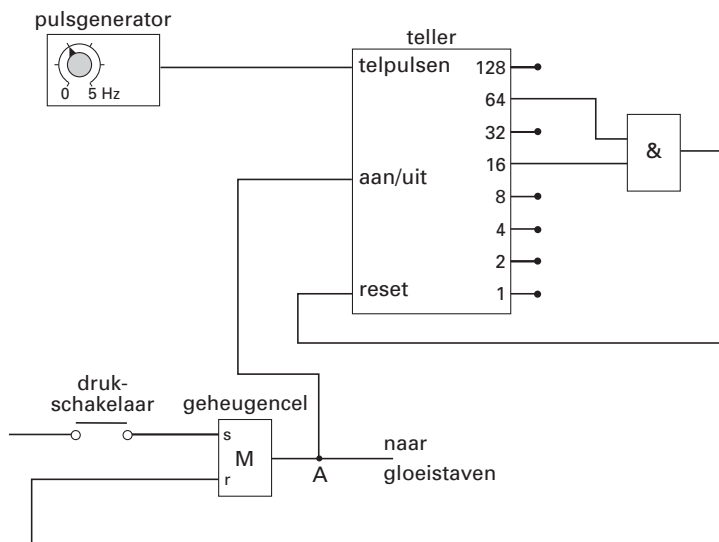 pulsgenerator
0 5 Hz
teller
telpulsen
aan/uit
reset
128
64
32
16
8
4
2
1
&
druk-
schakelaar
geheugencel
s
M
r
A
naar
gloeistaven